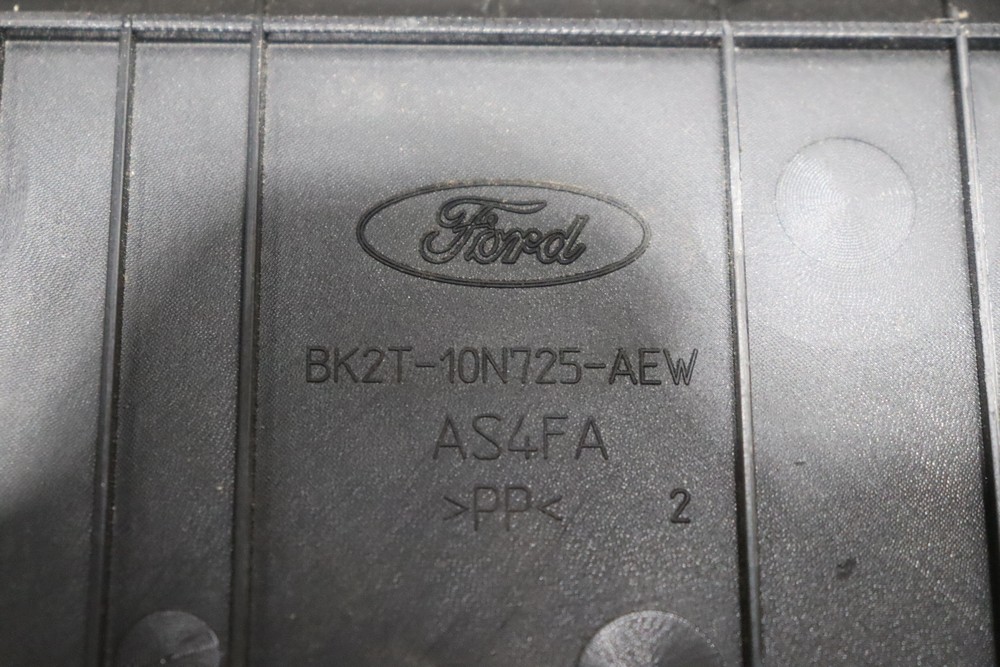 Ford
BK2T-10N725-AEW
AS4FA
>PP< 2